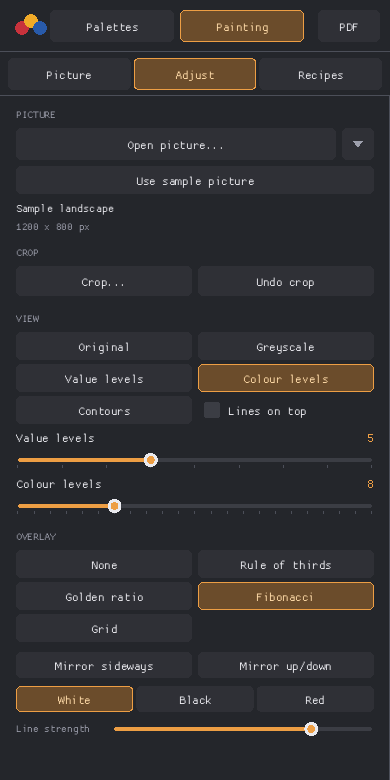 Palettes Painting PDF
Picture Adjust Recipes
PICTURE
Open picture...
Use sample picture
Sample landscape
1200 x 800 px
CROP
Crop... Undo crop
VIEW
Original Greyscale
Value levels Colour levels
Contours Lines on top
Value levels 5
Colour levels 8
OVERLAY
None Rule of thirds
Golden ratio Fibonacci
Grid
Mirror sideways Mirror up/down
White Black Red
Line strength